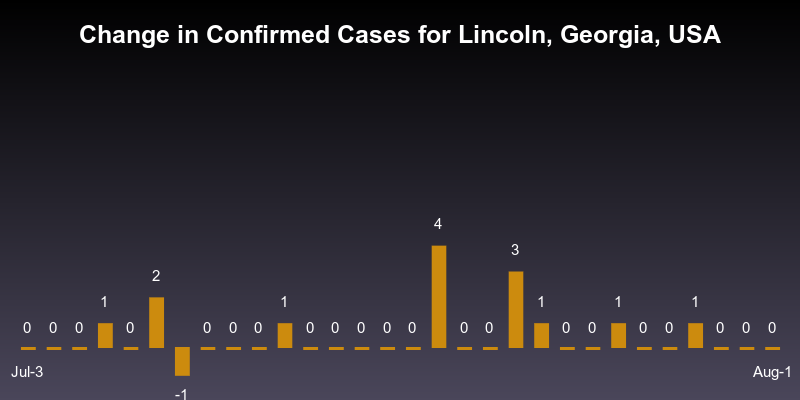 Change in Confirmed Cases for Lincoln, Georgia, USA
4
3
2
1 1 1 1 1
0 0 0 0 0 0 0 0 0 0 0 0 0 0 0 0 0 0 0 0 0 0
Jul-3 Aug-1
-1